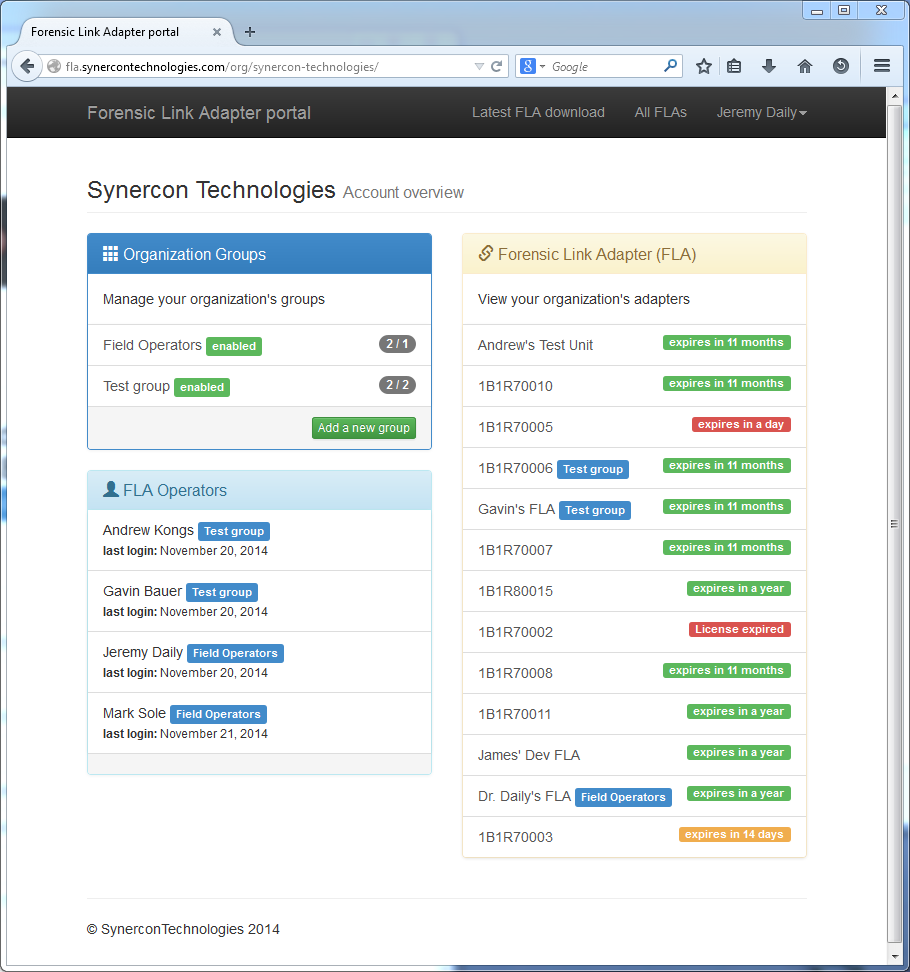 Forensic Link Adapter portal
fla.synercontechnologies.com/org/synercon-technologies/
Google
Forensic Link Adapter portal
Latest FLA download
All FLAs
Jeremy Daily
Synercon Technologies Account overview
Organization Groups
Manage your organization's groups
Field Operators enabled 2 / 1
Test group enabled 2 / 2
Add a new group
FLA Operators
Andrew Kongs Test group
last login: November 20, 2014
Gavin Bauer Test group
last login: November 20, 2014
Jeremy Daily Field Operators
last login: November 20, 2014
Mark Sole Field Operators
last login: November 21, 2014
Forensic Link Adapter (FLA)
View your organization's adapters
Andrew's Test Unit expires in 11 months
1B1R70010 expires in 11 months
1B1R70005 expires in a day
1B1R70006 Test group expires in 11 months
Gavin's FLA Test group expires in 11 months
1B1R70007 expires in 11 months
1B1R80015 expires in a year
1B1R70002 License expired
1B1R70008 expires in 11 months
1B1R70011 expires in a year
James' Dev FLA expires in a year
Dr. Daily's FLA Field Operators expires in a year
1B1R70003 expires in 14 days
© SynerconTechnologies 2014